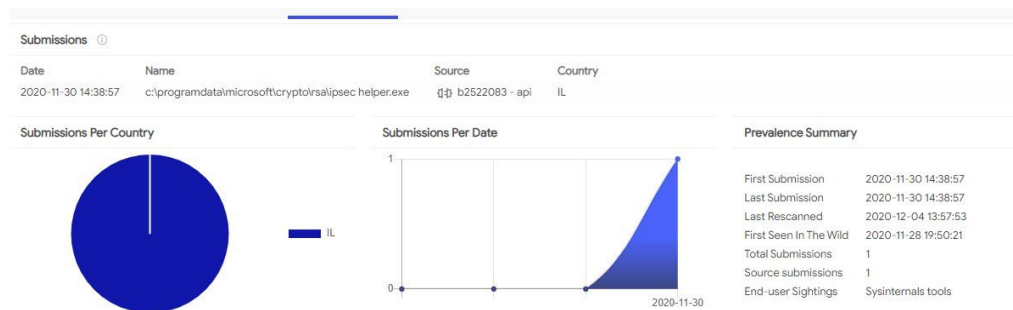 Submissions
Date Name Source Country
2020-11-30 14:38:57 c:\programdata\microsoft\crypto\rsa\ipsec helper.exe b2522083 - api IL
Submissions Per Country
IL
Submissions Per Date
1
0
2020-11-30
Prevalence Summary
First Submission 2020-11-30 14:38:57
Last Submission 2020-11-30 14:38:57
Last Rescanned 2020-12-04 13:57:53
First Seen In The Wild 2020-11-28 19:50:21
Total Submissions 1
Source submissions 1
End-user Sightings Sysinternals tools